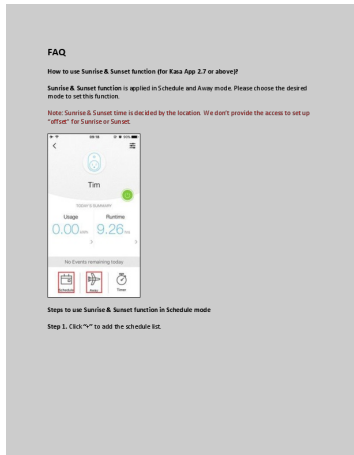 FAQ
How to use Sunrise & Sunset function (for Kasa App 2.7 or above)?
Sunrise & Sunset function is applied in Schedule and Away mode. Please choose the desired
mode to set this function.
Note: Sunrise & Sunset time is decided by the location. We don't provide the access to set up
"offset" for Sunrise or Sunset.
Tim
TODAY'S SUMMARY
Usage Runtime
0.00 9.26
No Events remaining today
Schedule Away Timer
Steps to use Sunrise & Sunset function in Schedule mode
Step 1. Click "+" to add the schedule list.